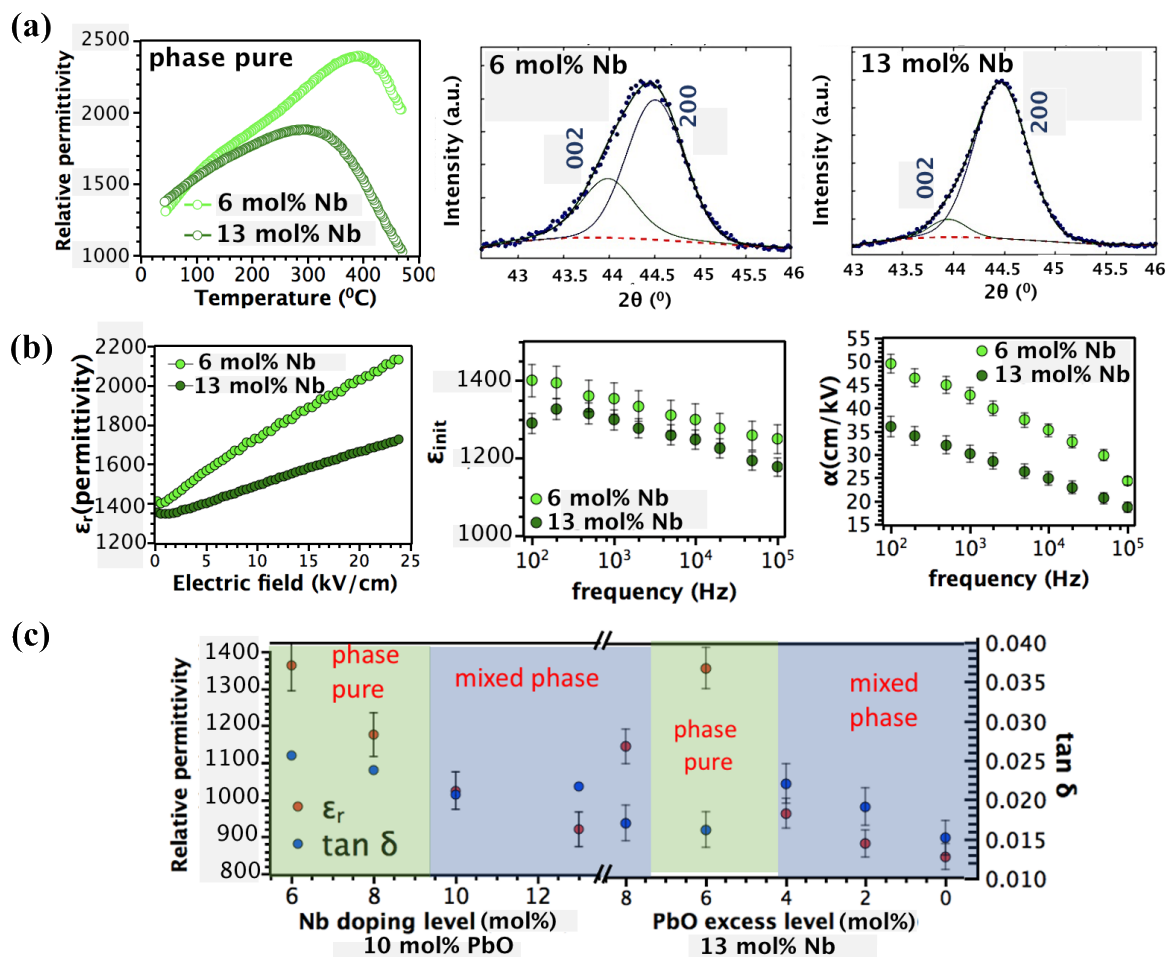 (a)
phase pure
Relative permittivity
2500
2000
1500
1000
6 mol% Nb
13 mol% Nb
0 100 200 300 400 500
Temperature (⁰C)
6 mol% Nb
Intensity (a.u.)
002
200
43 43.5 44 44.5 45 45.5 46
2θ (⁰)
13 mol% Nb
Intensity (a.u.)
002
200
43 43.5 44 44.5 45 45.5 46
2θ (⁰)
(b)
εr(permittivity)
2200
2000
1800
1600
1400
1200
6 mol% Nb
13 mol% Nb
0 5 10 15 20 25
Electric field (kV/cm)
εinit
1400
1200
1000
6 mol% Nb
13 mol% Nb
10² 10³ 10⁴ 10⁵
frequency (Hz)
α(cm/kV)
55
50
45
40
35
30
25
20
15
6 mol% Nb
13 mol% Nb
10² 10³ 10⁴ 10⁵
frequency (Hz)
(c)
Relative permittivity
1400
1300
1200
1100
1000
900
800
phase
pure
mixed phase
phase
pure
mixed
phase
εr
tan δ
0.040
0.035
0.030
0.025
0.020
0.015
0.010
tan δ
6 8 10 12 8 6 4 2 0
Nb doping level (mol%)
10 mol% PbO
PbO excess level (mol%)
13 mol% Nb